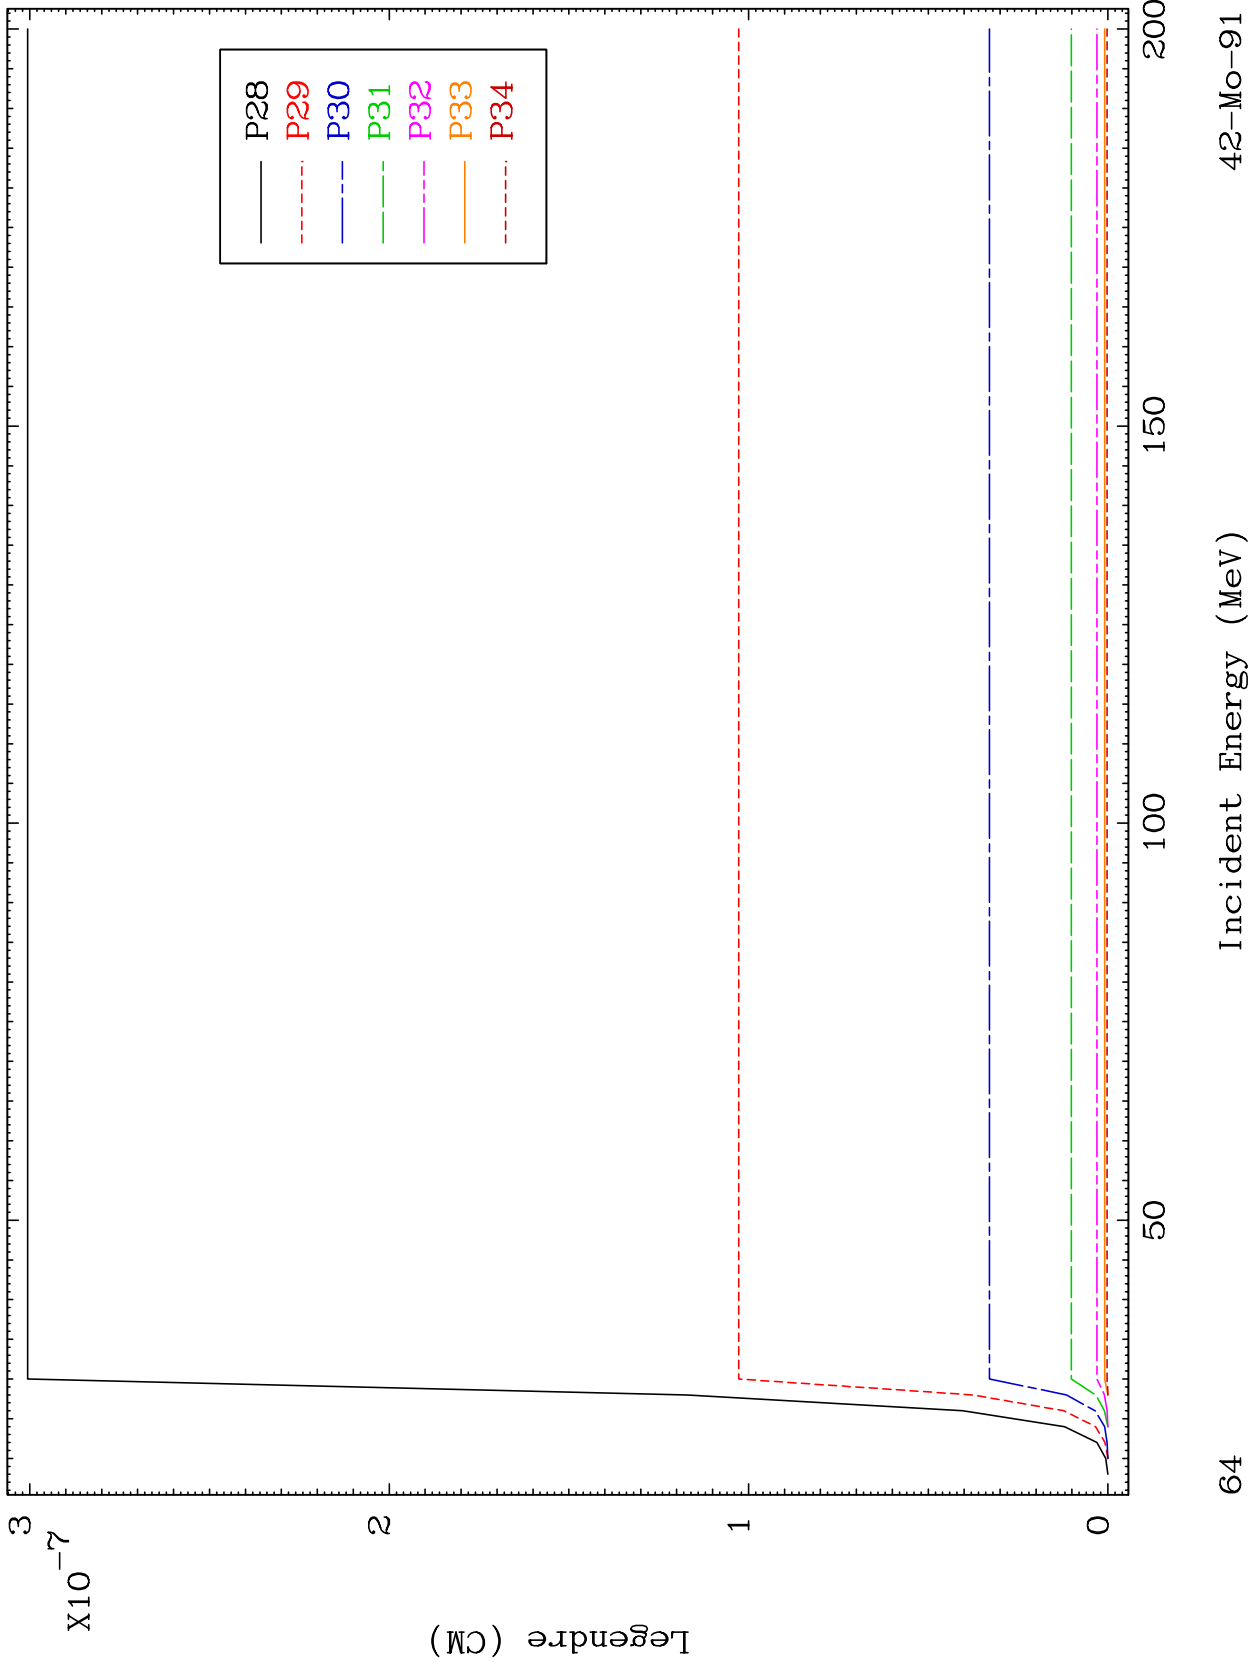 X10-7
3
2
1
0
Legendre (CM)
P28
P29
P30
P31
P32
P33
P34
50
100
150
200
Incident Energy (MeV)
64
42-Mo-91